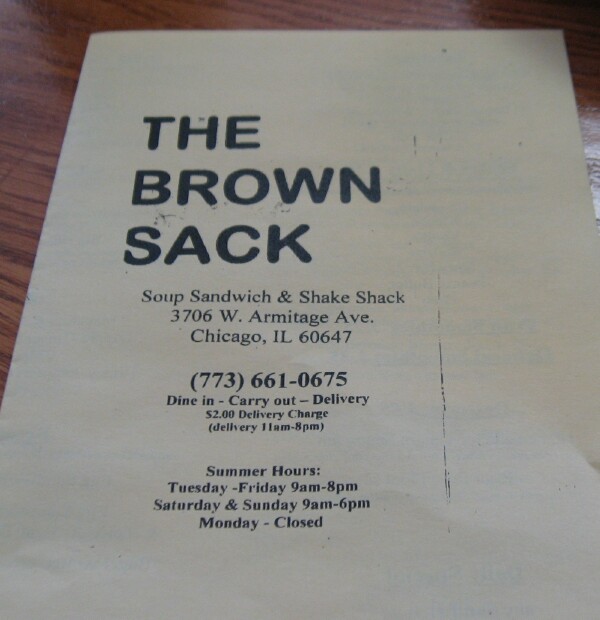 THE
BROWN
SACK
Soup Sandwich & Shake Shack
3706 W. Armitage Ave.
Chicago, IL 60647
(773) 661-0675
Dine in - Carry out – Delivery
$2.00 Delivery Charge
(delivery 11am-8pm)
Summer Hours:
Tuesday -Friday 9am-8pm
Saturday & Sunday 9am-6pm
Monday - Closed